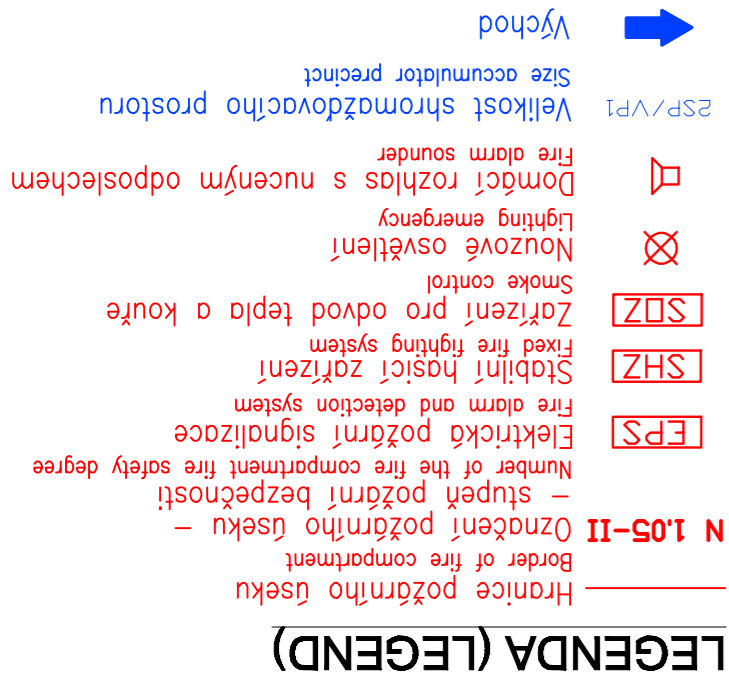 LEGENDA (LEGEND)
Hranice požárního úseku
Border of fire compartment
N 1.05-II Označení požárního úseku –
– stupeň požární bezpečnosti
Number of the fire compartment fire safety degree
EPS Elektrická požární signalizace
Fire alarm and detection system
SHZ Stabilní hasicí zařízení
Fixed fire fighting system
SOZ Zařízení pro odvod tepla a kouře
Smoke control
Nouzové osvětlení
Lighting emergency
Domácí rozhlas s nuceným odposlechem
Fire alarm sounder
2SP/VP1 Velikost shromažďovacího prostoru
Size accumulator precinct
Východ